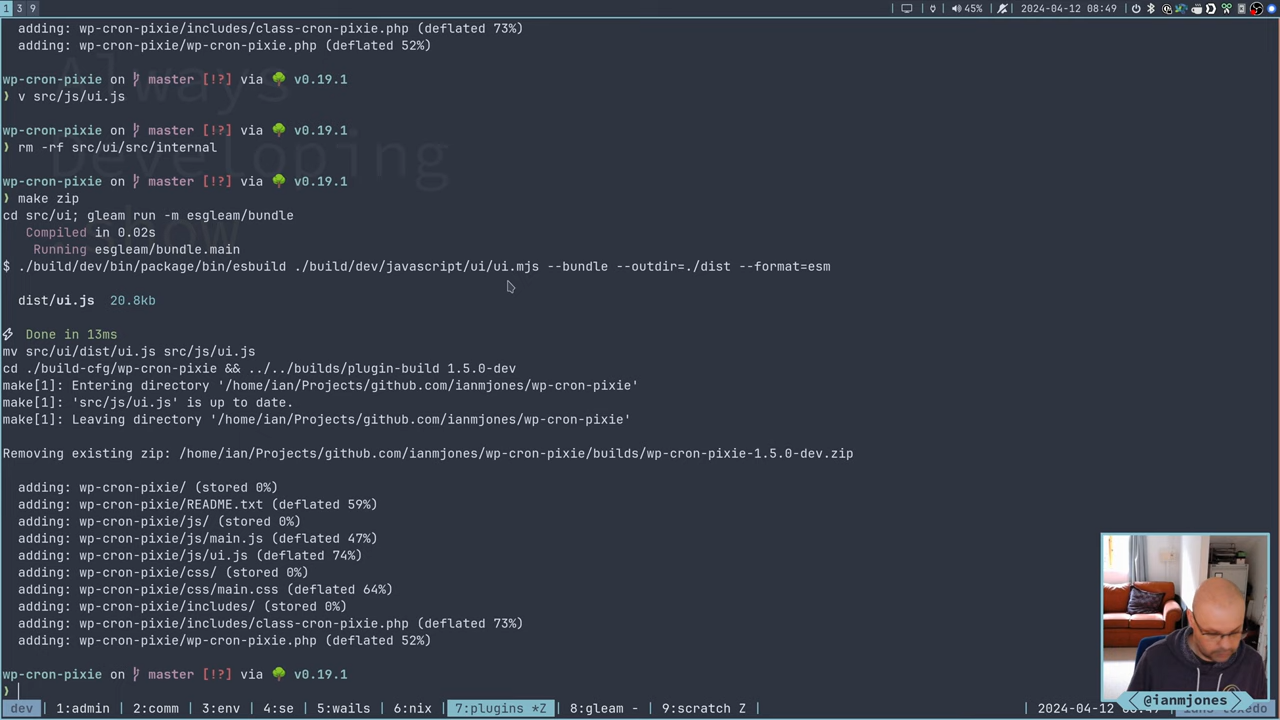 1 3 9
45%
2024-04-12 08:49
adding: wp-cron-pixie/includes/class-cron-pixie.php (deflated 73%)
adding: wp-cron-pixie/wp-cron-pixie.php (deflated 52%)
Always
wp-cron-pixie on master [!?] via v0.19.1
❯ v src/js/ui.js
wp-cron-pixie on master [!?] via v0.19.1
❯ rm -rf src/ui/src/internal
Developing
wp-cron-pixie on master [!?] via v0.19.1
❯ make zip
cd src/ui; gleam run -m esgleam/bundle
Compiled in 0.02s
Running esgleam/bundle.main
$ ./build/dev/bin/package/bin/esbuild ./build/dev/javascript/ui/ui.mjs --bundle --outdir=./dist --format=esm
dist/ui.js 20.8kb
⚡ Done in 13ms
mv src/ui/dist/ui.js src/js/ui.js
cd ./build-cfg/wp-cron-pixie && ../../builds/plugin-build 1.5.0-dev
make[1]: Entering directory '/home/ian/Projects/github.com/ianmjones/wp-cron-pixie'
make[1]: 'src/js/ui.js' is up to date.
make[1]: Leaving directory '/home/ian/Projects/github.com/ianmjones/wp-cron-pixie'
Removing existing zip: /home/ian/Projects/github.com/ianmjones/wp-cron-pixie/builds/wp-cron-pixie-1.5.0-dev.zip
adding: wp-cron-pixie/ (stored 0%)
adding: wp-cron-pixie/README.txt (deflated 59%)
adding: wp-cron-pixie/js/ (stored 0%)
adding: wp-cron-pixie/js/main.js (deflated 47%)
adding: wp-cron-pixie/js/ui.js (deflated 74%)
adding: wp-cron-pixie/css/ (stored 0%)
adding: wp-cron-pixie/css/main.css (deflated 64%)
adding: wp-cron-pixie/includes/ (stored 0%)
adding: wp-cron-pixie/includes/class-cron-pixie.php (deflated 73%)
adding: wp-cron-pixie/wp-cron-pixie.php (deflated 52%)
wp-cron-pixie on master [!?] via v0.19.1
❯
@ianmjones
dev | 1:admin | 2:comm | 3:env | 4:se | 5:wails | 6:nix | 7:plugins *Z | 8:gleam - | 9:scratch Z | 2024-04-12